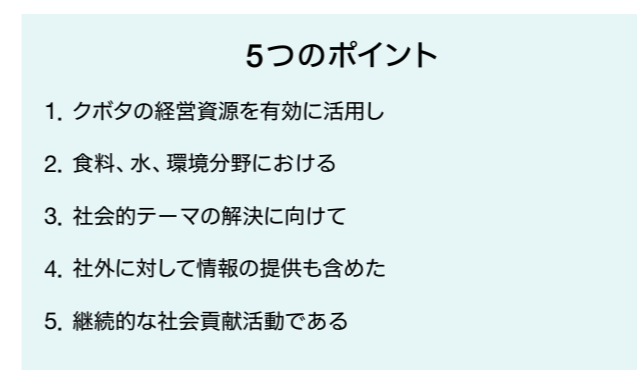 5つのポイント
1. クボタの経営資源を有効に活用し
2. 食料、水、環境分野における
3. 社会的テーマの解決に向けて
4. 社外に対して情報の提供も含めた
5. 継続的な社会貢献活動である